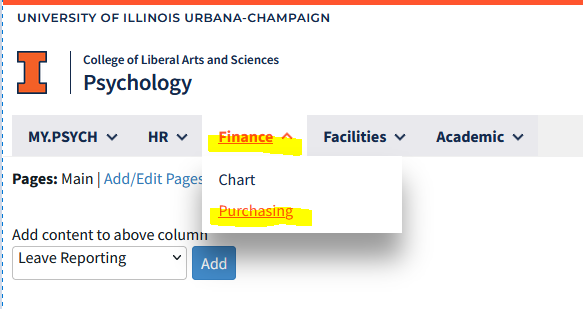 UNIVERSITY OF ILLINOIS URBANA-CHAMPAIGN
College of Liberal Arts and Sciences
Psychology
MY.PSYCH HR Finance Facilities Academic
Chart
Pages: Main | Add/Edit Pages
Purchasing
Add content to above column
Leave Reporting Add